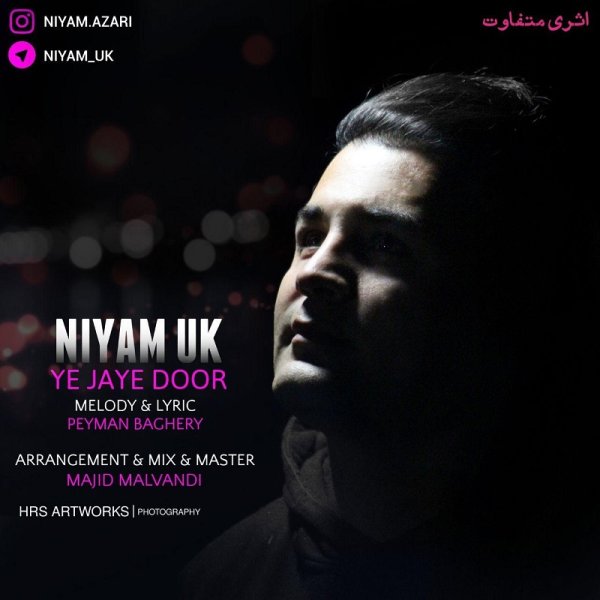 NIYAM.AZARI
اثری متفاوت
NIYAM_UK
NIYAM UK
YE JAYE DOOR
MELODY & LYRIC
PEYMAN BAGHERY
ARRANGEMENT & MIX & MASTER
MAJID MALVANDI
HRS ARTWORKS | PHOTOGRAPHY